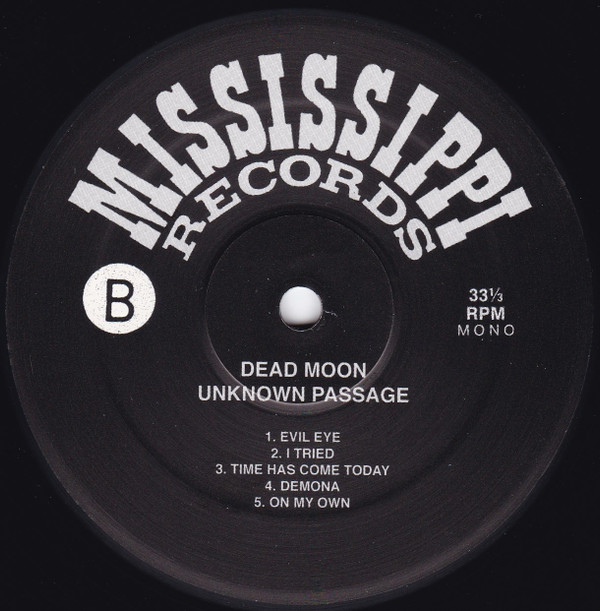 MISSISSIPPI
RECORDS
B
33⅓
RPM
MONO
DEAD MOON
UNKNOWN PASSAGE
1. EVIL EYE
2. I TRIED
3. TIME HAS COME TODAY
4. DEMONA
5. ON MY OWN